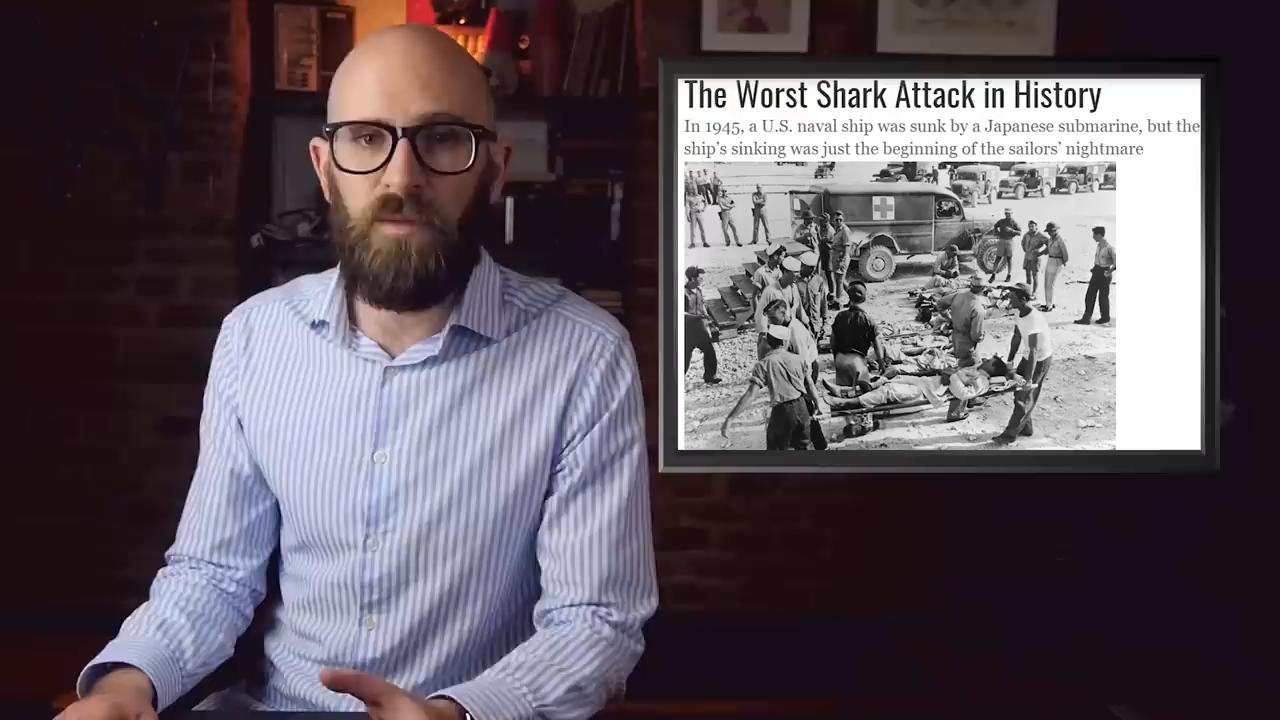 The Worst Shark Attack in History
In 1945, a U.S. naval ship was sunk by a Japanese submarine, but the
ship's sinking was just the beginning of the sailors' nightmare